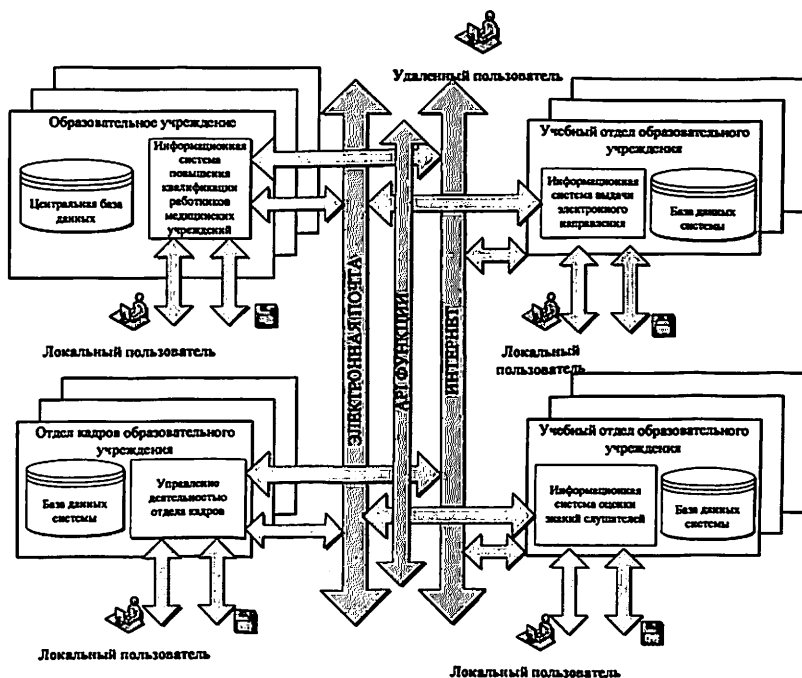 Удаленный пользователь
Образовательное учреждение
Центральная база
данных
Информационная
система
повышения
квалификации
работников
медицинских
учреждений
Локальный пользователь
Учебный отдел образовательного
учреждения
Информационная
система выдачи
электронного
направления
База данных
системы
Локальный
пользователь
ЭЛЕКТРОННАЯ ПОЧТА
API ФУНКЦИИ
ИНТЕРНЕТ
Отдел кадров образовательного
учреждения
База данных
системы
Управление
деятельностью
отдела кадров
Локальный пользователь
Учебный отдел образовательного
учреждения
Информационная
система оценки
знаний слушателей
База данных
системы
Локальный пользователь